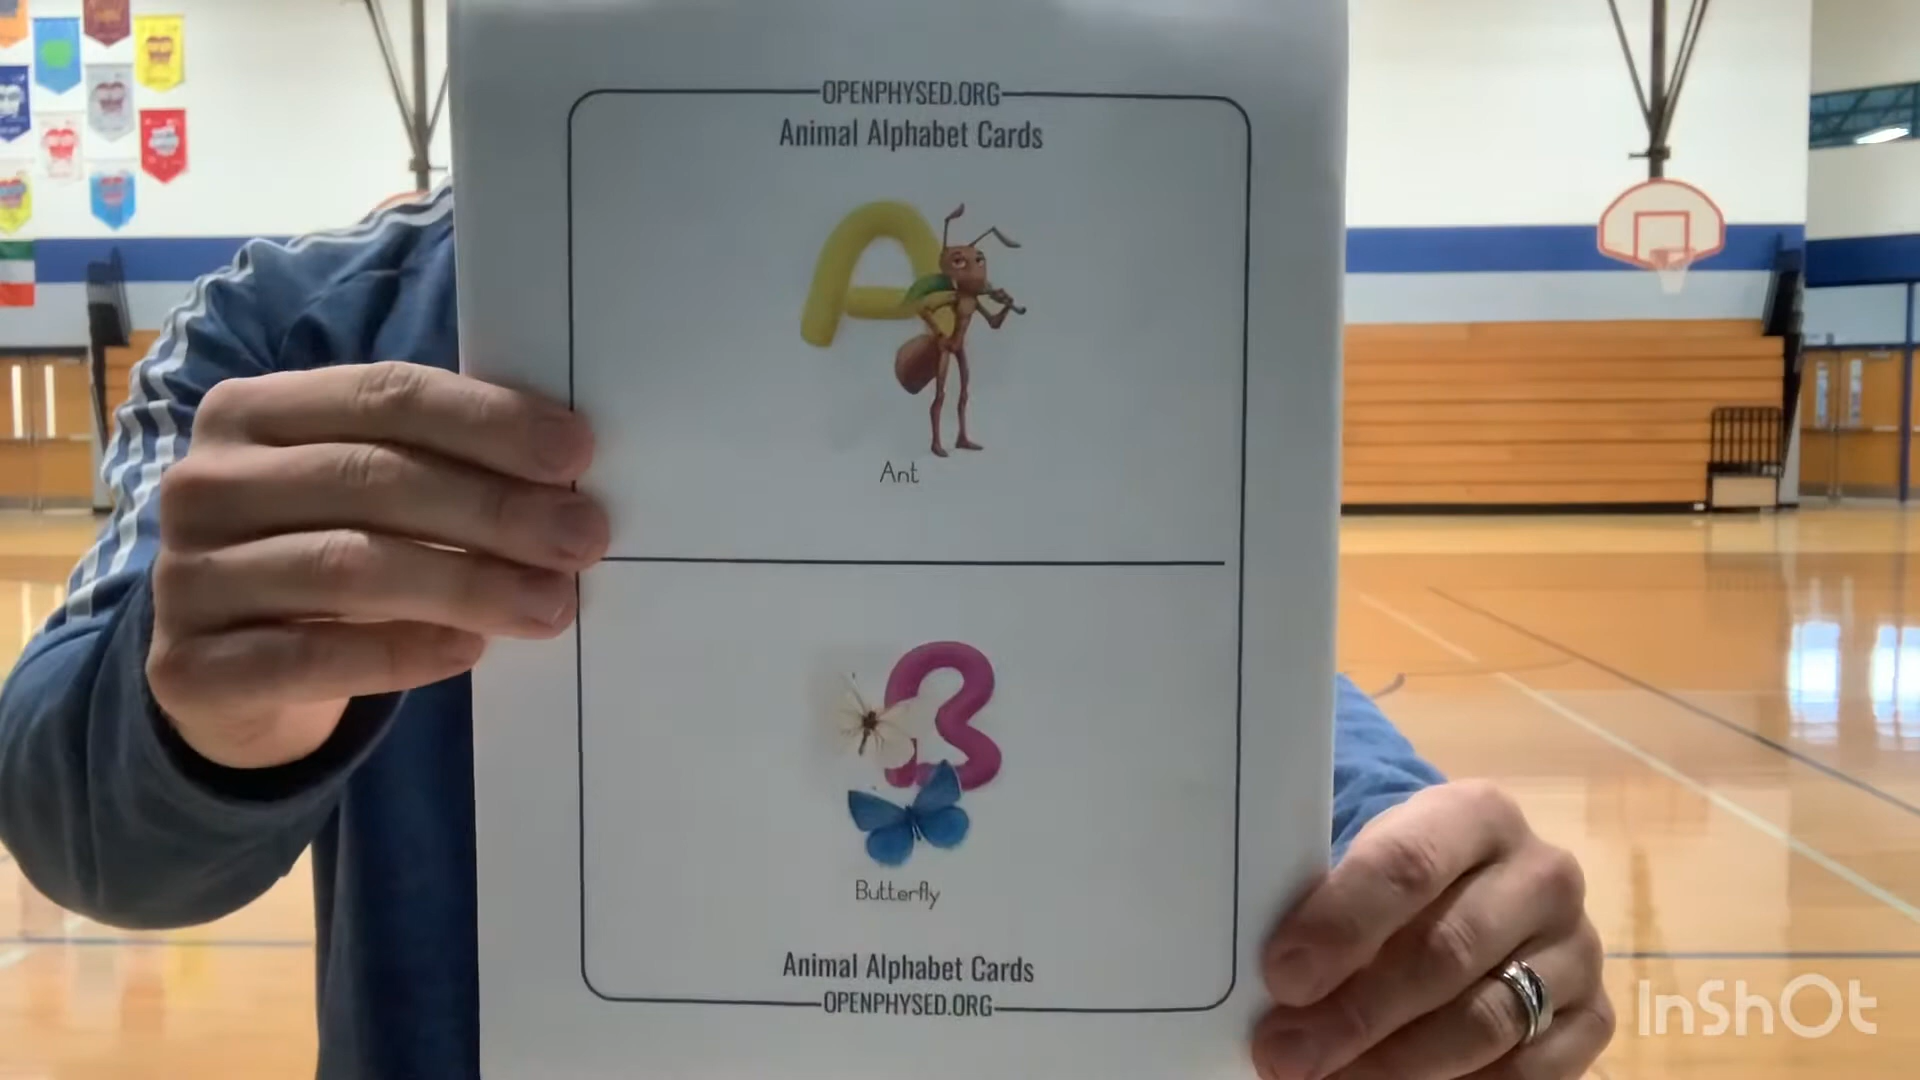 OPENPHYSED.ORG
Animal Alphabet Cards
A
Ant
B
Butterfly
Animal Alphabet Cards
OPENPHYSED.ORG
InShOt